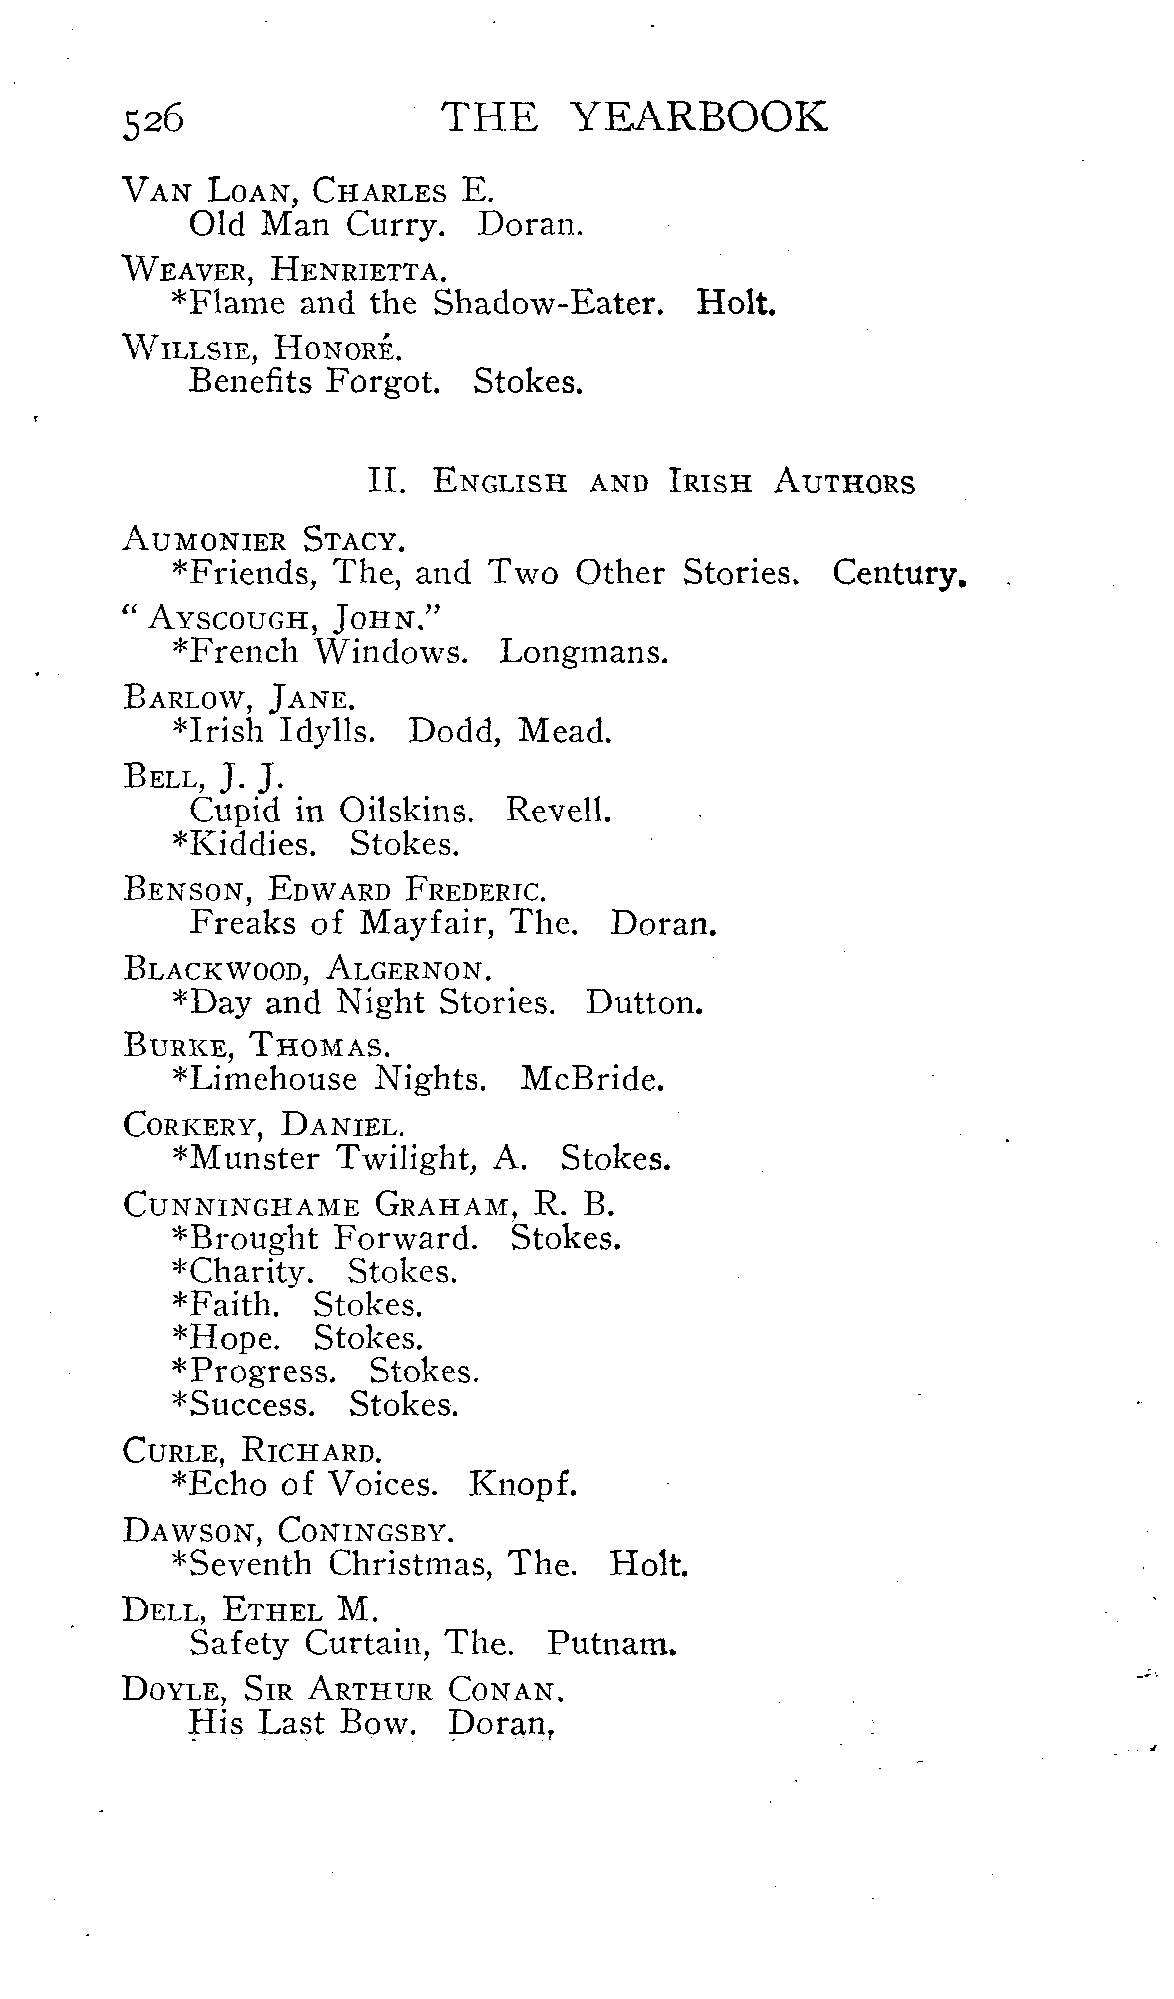 526 THE YEARBOOK
VAN LOAN, CHARLES E.
Old Man Curry. Doran.
WEAVER, HENRIETTA.
*Flame and the Shadow-Eater. Holt.
WILLSIE, HONORÉ.
Benefits Forgot. Stokes.
II. ENGLISH AND IRISH AUTHORS
AUMONIER STACY.
*Friends, The, and Two Other Stories. Century.
“ AYSCOUGH, JOHN.”
*French Windows. Longmans.
BARLOW, JANE.
*Irish Idylls. Dodd, Mead.
BELL, J. J.
Cupid in Oilskins. Revell.
*Kiddies. Stokes.
BENSON, EDWARD FREDERIC.
Freaks of Mayfair, The. Doran.
BLACKWOOD, ALGERNON.
*Day and Night Stories. Dutton.
BURKE, THOMAS.
*Limehouse Nights. McBride.
CORKERY, DANIEL.
*Munster Twilight, A. Stokes.
CUNNINGHAME GRAHAM, R. B.
*Brought Forward. Stokes.
*Charity. Stokes.
*Faith. Stokes.
*Hope. Stokes.
*Progress. Stokes.
*Success. Stokes.
CURLE, RICHARD.
*Echo of Voices. Knopf.
DAWSON, CONINGSBY.
*Seventh Christmas, The. Holt.
DELL, ETHEL M.
Safety Curtain, The. Putnam.
DOYLE, SIR ARTHUR CONAN.
His Last Bow. Doran,